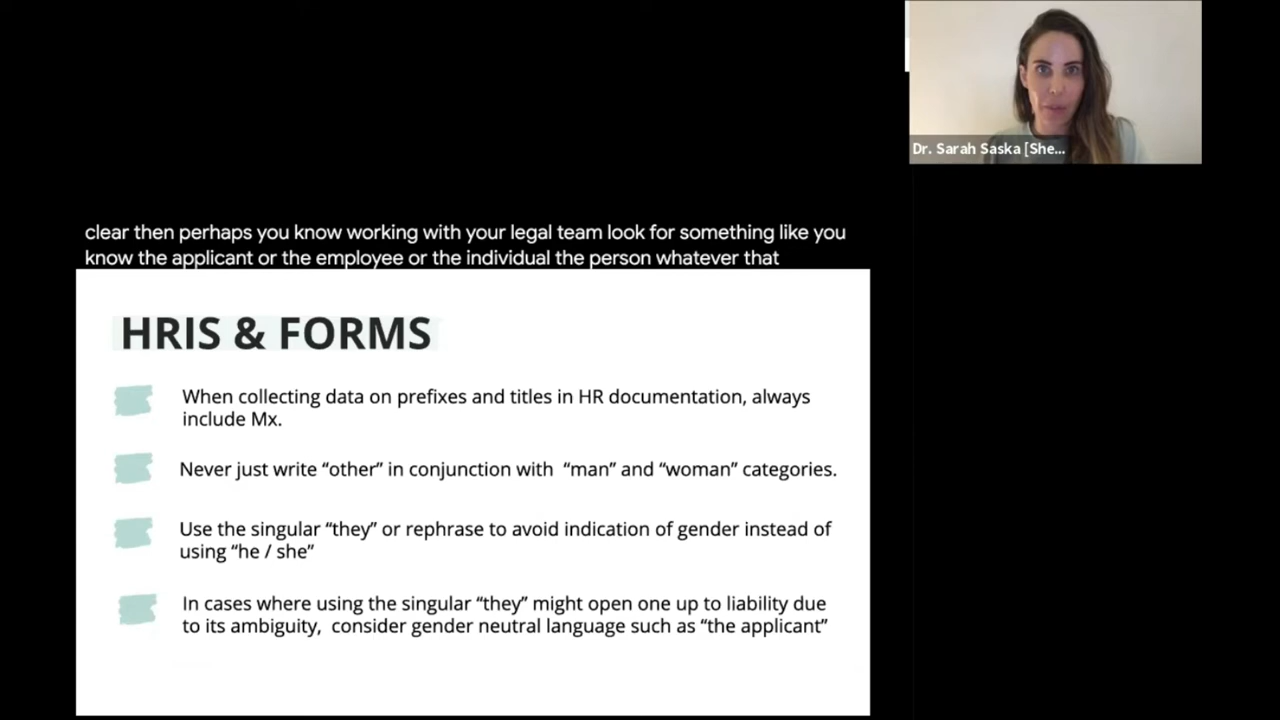 Dr. Sarah Saska [She...
clear then perhaps you know working with your legal team look for something like you
know the applicant or the employee or the individual the person whatever that
HRIS & FORMS
When collecting data on prefixes and titles in HR documentation, always
include Mx.
Never just write “other” in conjunction with “man” and “woman” categories.
Use the singular “they” or rephrase to avoid indication of gender instead of
using “he / she”
In cases where using the singular “they” might open one up to liability due
to its ambiguity, consider gender neutral language such as “the applicant”